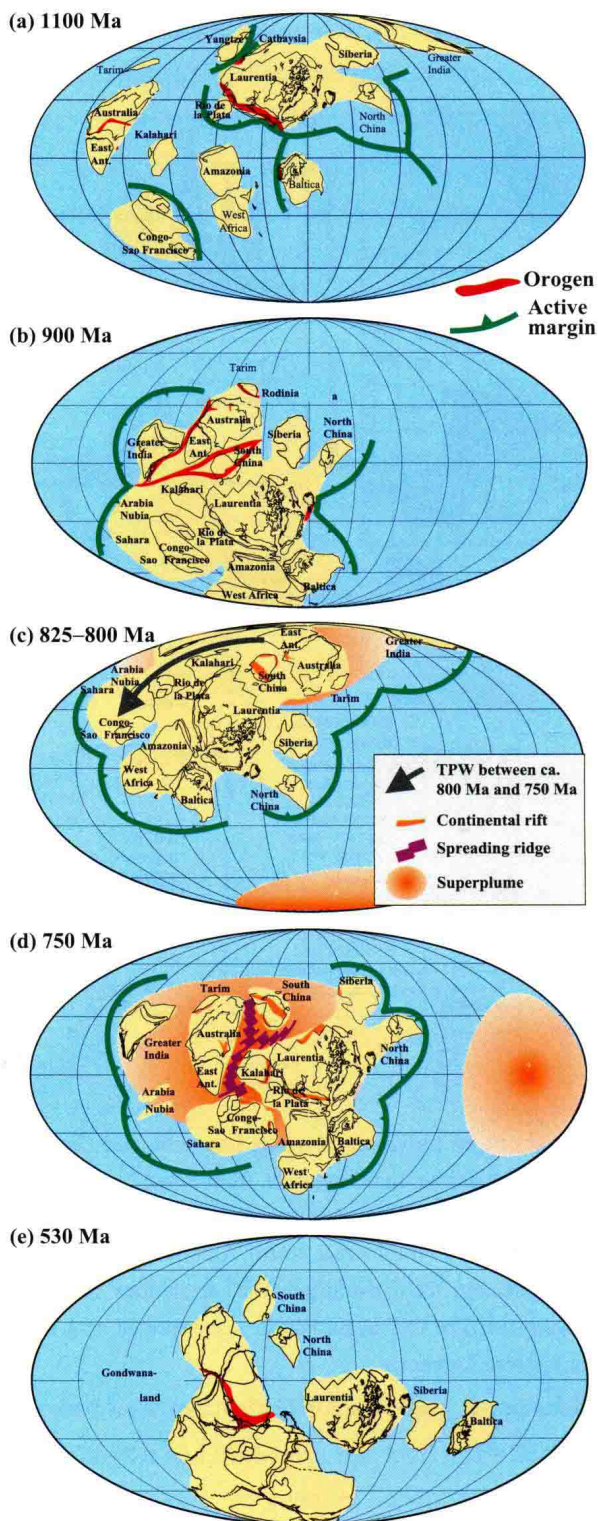 (a) 1100 Ma
Yangtze
Cathaysia
Siberia
Greater
India
Tarim
Laurentia
Australia
Rio de
la Plata
North
China
Kalahari
East
Ant.
Amazonia
Baltica
West
Africa
Congo-
Sao Francisco
Orogen
Active
margin
(b) 900 Ma
Tarim
Rodinia
a
Australia
North
China
Siberia
Greater
India
East
Ant.
South
China
Kalahari
Arabia
Nubia
Laurentia
Sahara
Rio de
la Plata
Congo-
Sao Francisco
Amazonia
Baltica
West Africa
(c) 825–800 Ma
East
Ant.
Greater
India
Kalahari
Arabia
Nubia
Australia
South
China
Sahara
Rio de
la Plata
Tarim
Laurentia
Congo-
Sao Francisco
Amazonia
Siberia
West
Africa
Baltica
North
China
TPW between ca.
800 Ma and 750 Ma
Continental rift
Spreading ridge
Superplume
(d) 750 Ma
Tarim
South
China
Siberia
Australia
Greater
India
North
China
Laurentia
East
Ant.
Kalahari
Arabia
Rio de
la Plata
Nubia
Congo-
Sao Francisco
Sahara
Amazonia
Baltica
West
Africa
(e) 530 Ma
South
China
North
China
Gondwana-
land
Laurentia
Siberia
Baltica